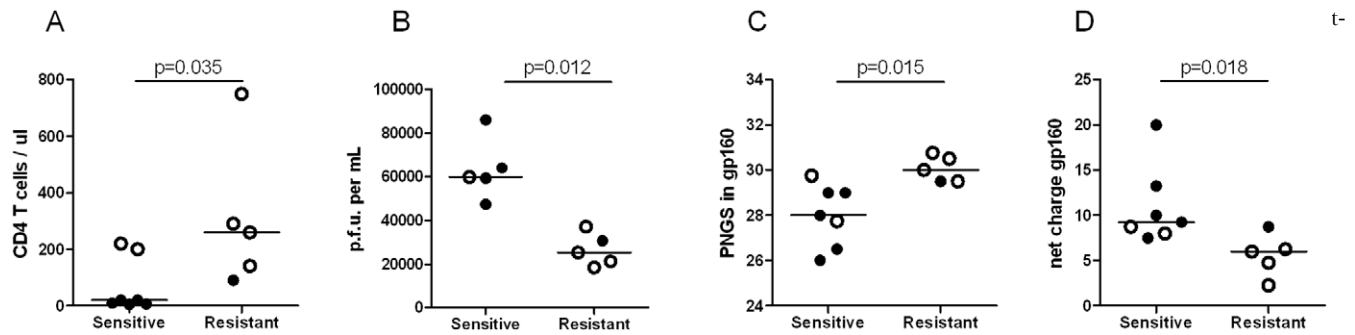 A
B
C
D
t-
p=0.035
p=0.012
p=0.015
p=0.018
CD4 T cells / ul
800
600
400
200
0
Sensitive Resistant
p.f.u. per mL
100000
80000
60000
40000
20000
0
Sensitive Resistant
PNGS in gp160
34
32
30
28
26
24
Sensitive Resistant
net charge gp160
25
20
15
10
5
0
Sensitive Resistant